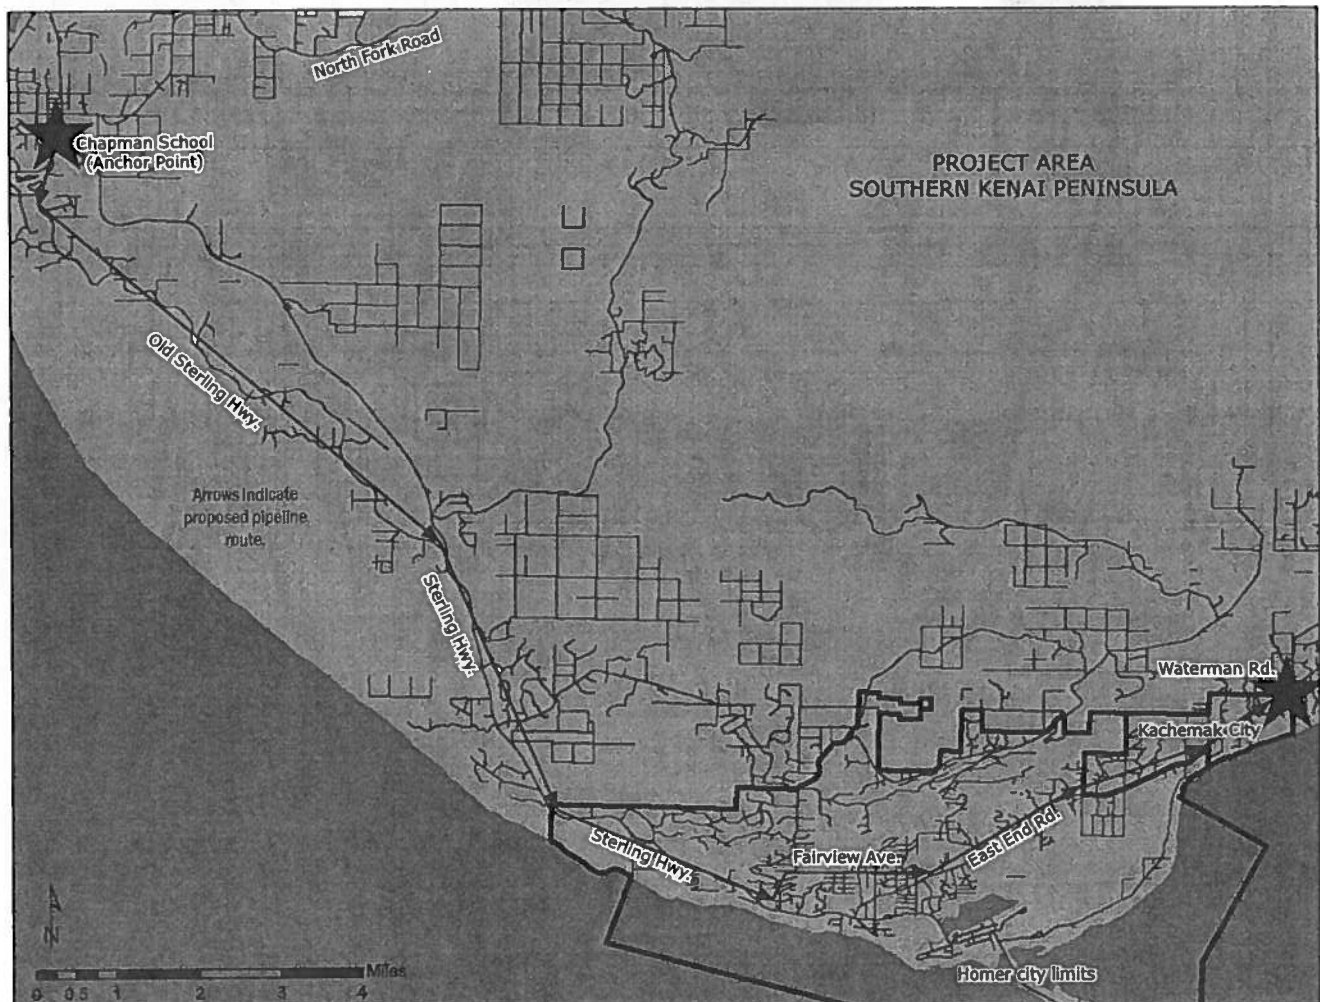 North Fork Road
Chapman School
(Anchor Point)
PROJECT AREA
SOUTHERN KENAI PENINSULA
Old Sterling Hwy.
Arrows indicate
proposed pipeline
route.
Sterling Hwy.
Waterman Rd.
Kachemak City
Sterling Hwy.
Fairview Ave.
East End Rd.
Homer city limits
N
Miles
0 0.5 1 2 3 4